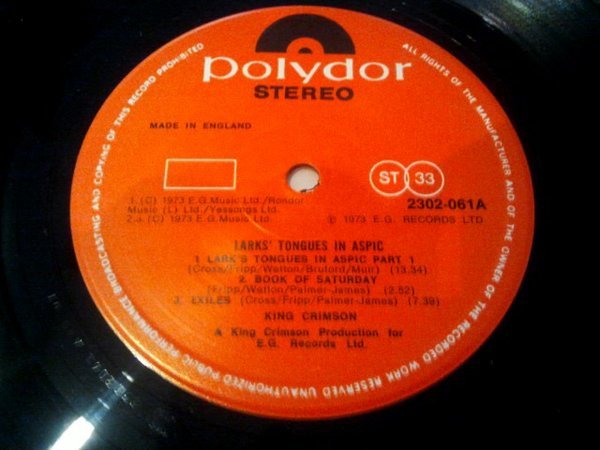 polydor
STEREO
ALL RIGHTS OF THE MANUFACTURER AND OF THE OWNER OF THE RECORDED WORK RESERVED UNAUTHORIZED PUBLIC PERFORMANCE BROADCASTING AND COPYING OF THIS RECORD PROHIBITED
MADE IN ENGLAND
ST 33
2302-061A
1. (C) 1973 E.G. Music Ltd./Rondor
Music (L) Ltd./Yessongs Ltd.
2.3. (C) 1973 E.G. Music Ltd.
℗ 1973 E.G. RECORDS LTD.
LARKS' TONGUES IN ASPIC
1. LARK'S TONGUES IN ASPIC PART 1
(Cross/Fripp/Wetton/Bruford/Muir) (13.34)
2. BOOK OF SATURDAY
(Fripp/Wetton/Palmer-James) (2.52)
3. EXILES (Cross/Fripp/Palmer-James) (7.39)
KING CRIMSON
A King Crimson Production for
E.G. Records Ltd.